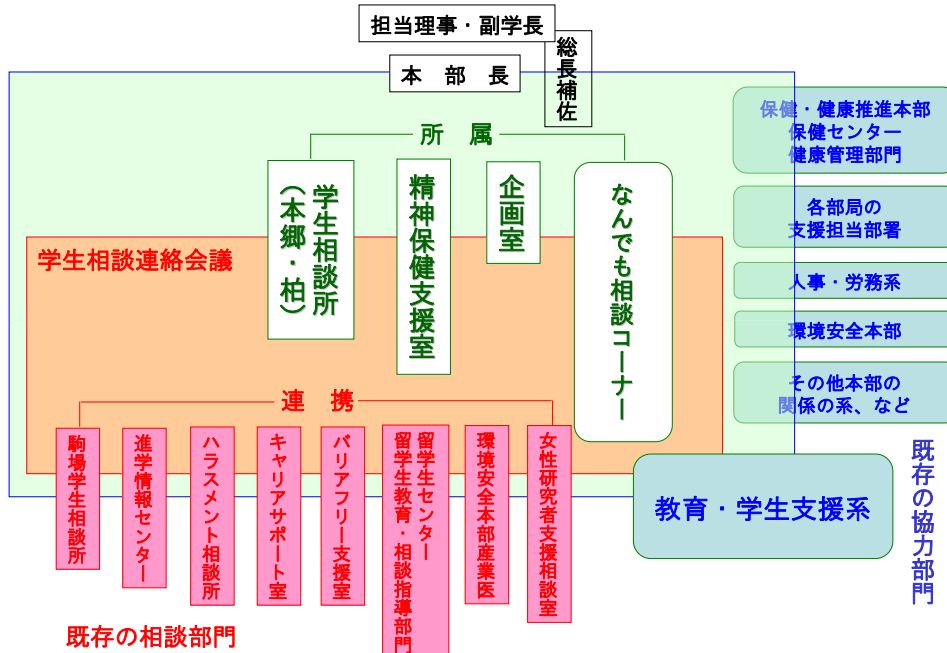 担当理事・副学長
総長補佐
本 部 長
所 属
学生相談所
(本郷・柏)
精神保健支援室
企画室
なんでも相談コーナー
保健・健康推進本部
保健センター
健康管理部門
各部局の
支援担当部署
人事・労務系
環境安全本部
その他本部の
関係の系、など
学生相談連絡会議
連 携
駒場学生相談所
進学情報センター
ハラスメント相談所
キャリアサポート室
バリアフリー支援室
留学生センター
留学生教育・相談指導部門
環境安全本部産業医
女性研究者支援相談室
教育・学生支援系
既存の協力部門
既存の相談部門